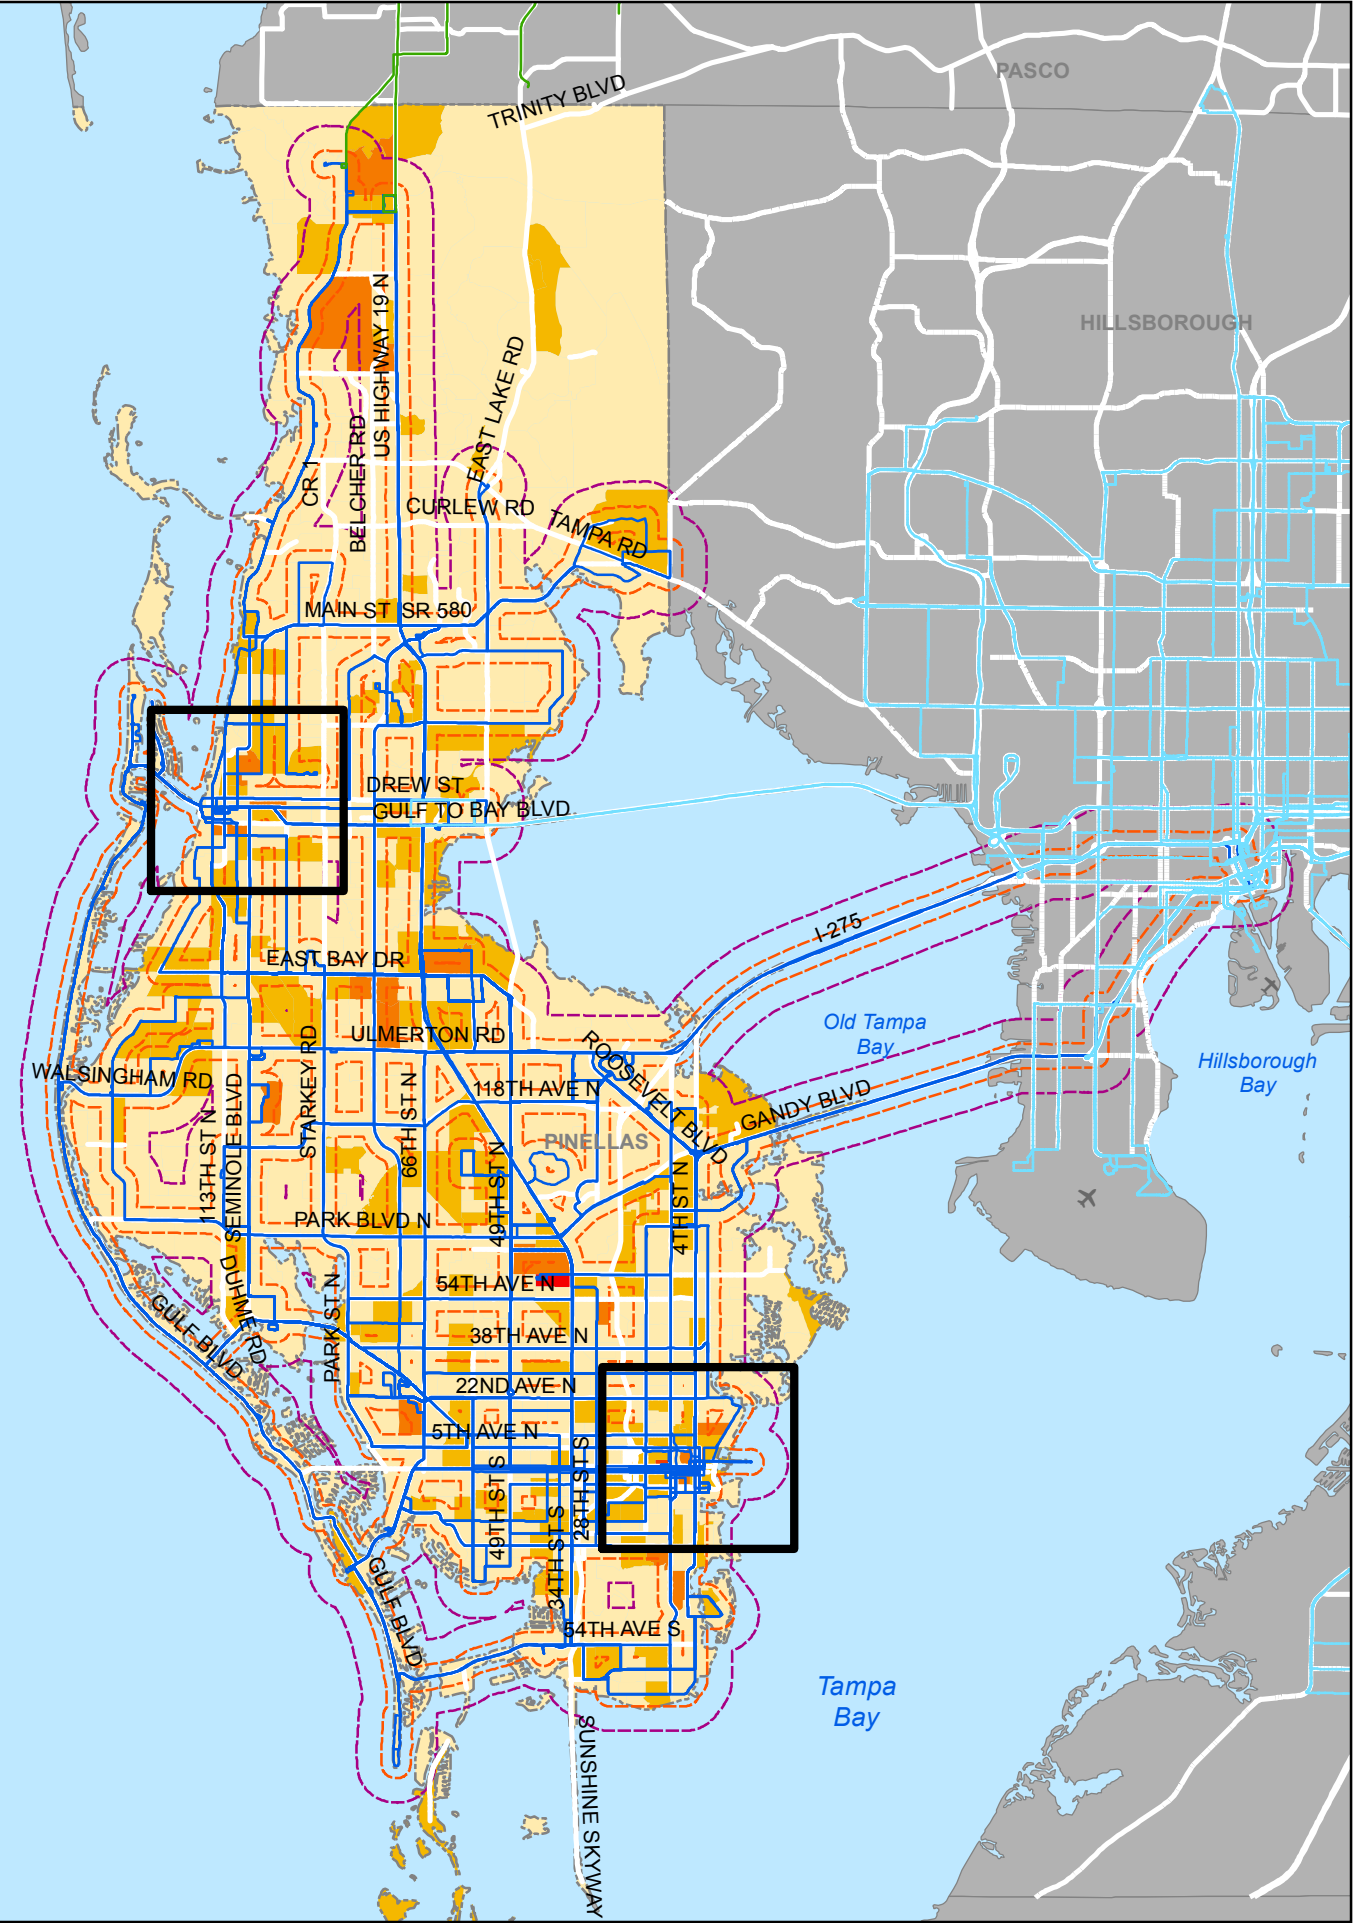 PASCO
TRINITY BLVD
HILLSBOROUGH
US HIGHWAY 19 N
EAST LAKE RD
BELCHER RD
CR 1
CURLEW RD
TAMPA RD
MAIN ST
SR 580
DREW ST
GULF TO BAY BLVD
I-275
EAST BAY DR
Old Tampa
Bay
ULMERTON RD
ROOSEVELT BLVD
Hillsborough
Bay
WALSINGHAM RD
STARKEY RD
118TH AVE N
GANDY BLVD
66TH ST N
PINELLAS
113TH ST N
SEMINOLE BLVD
49TH ST N
4TH ST N
PARK BLVD N
DUHME RD
54TH AVE N
GULF BLVD
PARK ST N
38TH AVE N
22ND AVE N
5TH AVE N
49TH ST S
28TH ST S
34TH ST S
GULF BLVD
54TH AVE S
Tampa
Bay
SUNSHINE SKYWAY